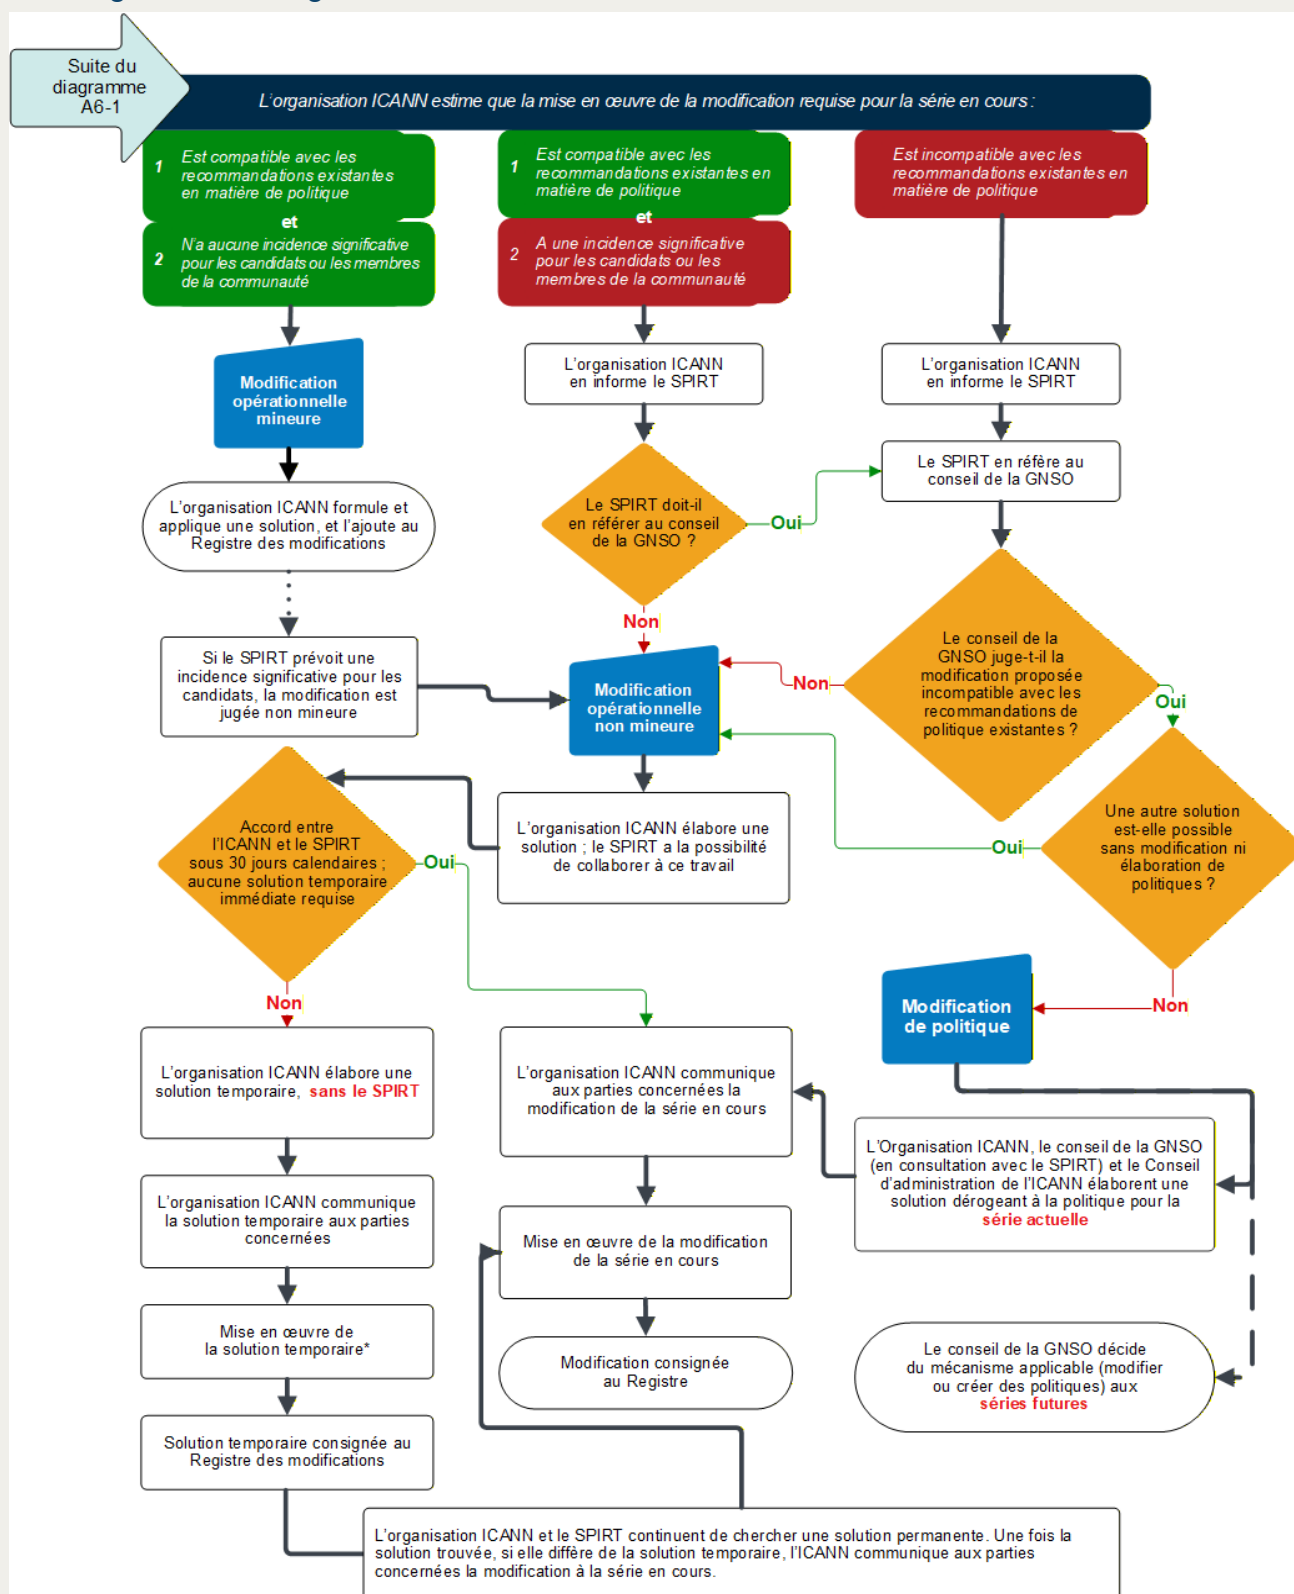 Suite du
diagramme
A6-1
L'organisation ICANN estime que la mise en œuvre de la modification requise pour la série en cours :
1 Est compatible avec les
recommandations existantes
en matière de politique
et
2 N'a aucune incidence significative
pour les candidats ou les membres
de la communauté
1 Est compatible avec les
recommandations existantes en
matière de politique
et
2 A une incidence significative
pour les candidats ou les
membres de la communauté
Est incompatible avec les
recommandations existantes en
matière de politique
Modification
opérationnelle
mineure
L'organisation ICANN
en informe le SPIRT
L'organisation ICANN
en informe le SPIRT
L'organisation ICANN formule et
applique une solution, et l'ajoute au
Registre des modifications
Le SPIRT doit-il
en référer au conseil
de la GNSO ?
Oui
Non
Le SPIRT en réfère au
conseil de la GNSO
Si le SPIRT prévoit une
incidence significative pour les
candidats, la modification est
jugée non mineure
Modification
opérationnelle
non mineure
Non
Le conseil de la
GNSO juge-t-il la
modification proposée
incompatible avec les
recommandations de
politique existantes ?
Oui
Accord entre
l'ICANN et le SPIRT
sous 30 jours calendaires ;
aucune solution temporaire
immédiate requise
Oui
Non
L'organisation ICANN élabore une
solution ; le SPIRT a la possibilité
de collaborer à ce travail
Oui
Une autre solution
est-elle possible
sans modification ni
élaboration de
politiques ?
Non
Modification
de politique
L'organisation ICANN élabore une
solution temporaire, sans le SPIRT
L'organisation ICANN communique
aux parties concernées la
modification de la série en cours
L'Organisation ICANN, le conseil de la GNSO
(en consultation avec le SPIRT) et le Conseil
d'administration de l'ICANN élaborent une
solution dérogeant à la politique pour la
série actuelle
L'organisation ICANN communique
la solution temporaire aux parties
concernées
Mise en œuvre de la modification
de la série en cours
Mise en œuvre de
la solution temporaire*
Modification consignée
au Registre
Le conseil de la GNSO décide
du mécanisme applicable (modifier
ou créer des politiques) aux
séries futures
Solution temporaire consignée au
Registre des modifications
L'organisation ICANN et le SPIRT continuent de chercher une solution permanente. Une fois la
solution trouvée, si elle diffère de la solution temporaire, l'ICANN communique aux parties
concernées la modification à la série en cours.